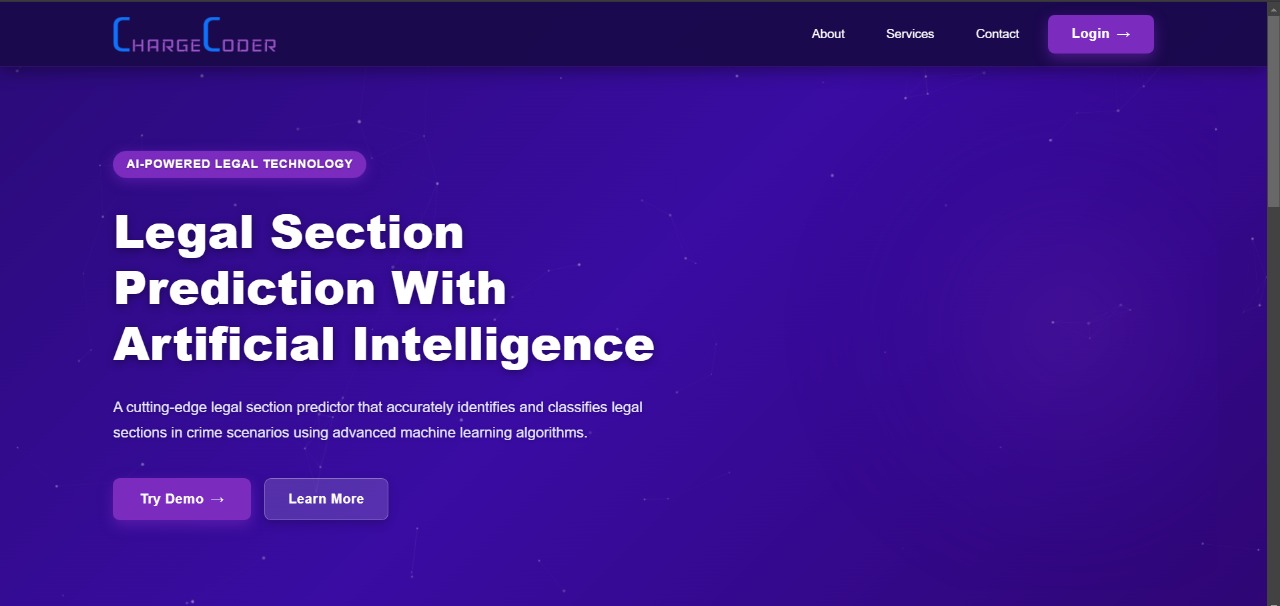 ChargeCoder
About
Services
Contact
Login →
AI-POWERED LEGAL TECHNOLOGY
Legal Section
Prediction With
Artificial Intelligence
A cutting-edge legal section predictor that accurately identifies and classifies legal
sections in crime scenarios using advanced machine learning algorithms.
Try Demo →
Learn More